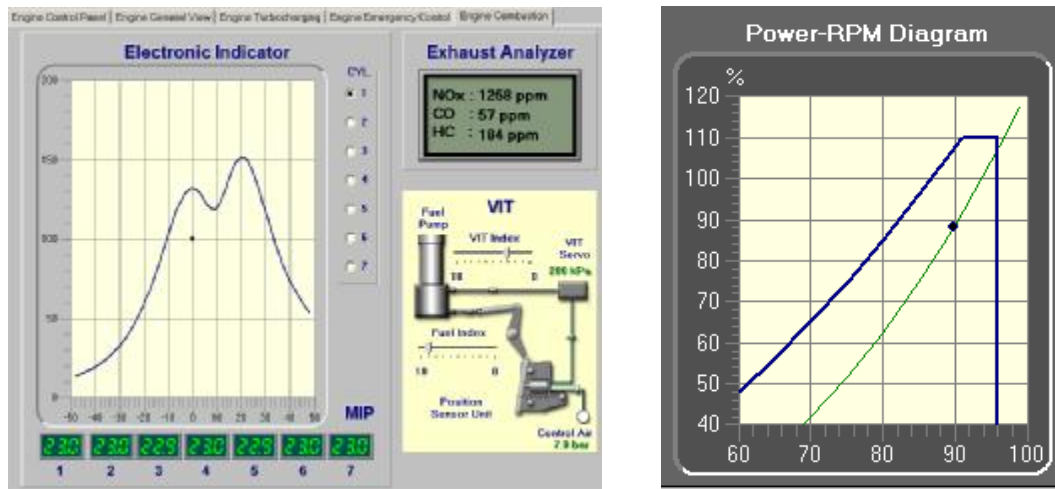 Engine Control Panel Engine General View Engine Turbocharging Engine Emergency Control Engine Combustion
Electronic Indicator
CYL.
1
2
3
4
5
6
7
200
150
100
50
0
-50 -40 -30 -20 -10 0 10 20 30 40 50
MIP
23.0 23.0 22.9 23.0 22.9 23.0 23.0
1 2 3 4 5 6 7
Exhaust Analyzer
NOx : 1268 ppm
CO : 57 ppm
HC : 184 ppm
VIT
Fuel
Pump
VIT Index
10 0
VIT
Servo
286 kPa
Fuel Index
10 0
Position
Sensor Unit
Control Air
7.9 bar
Power-RPM Diagram
%
120
110
100
90
80
70
60
50
40
60 70 80 90 100